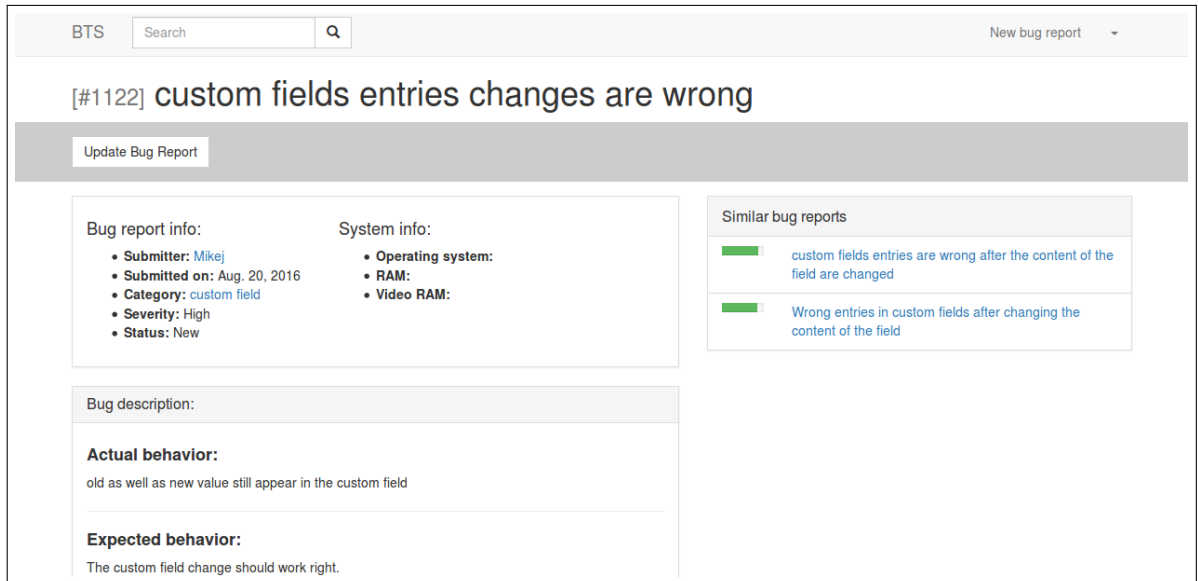 BTS
Search
New bug report
[#1122] custom fields entries changes are wrong
Update Bug Report
Bug report info:
• Submitter: Mikej
• Submitted on: Aug. 20, 2016
• Category: custom field
• Severity: High
• Status: New
System info:
• Operating system:
• RAM:
• Video RAM:
Similar bug reports
custom fields entries are wrong after the content of the
field are changed
Wrong entries in custom fields after changing the
content of the field
Bug description:
Actual behavior:
old as well as new value still appear in the custom field
Expected behavior:
The custom field change should work right.